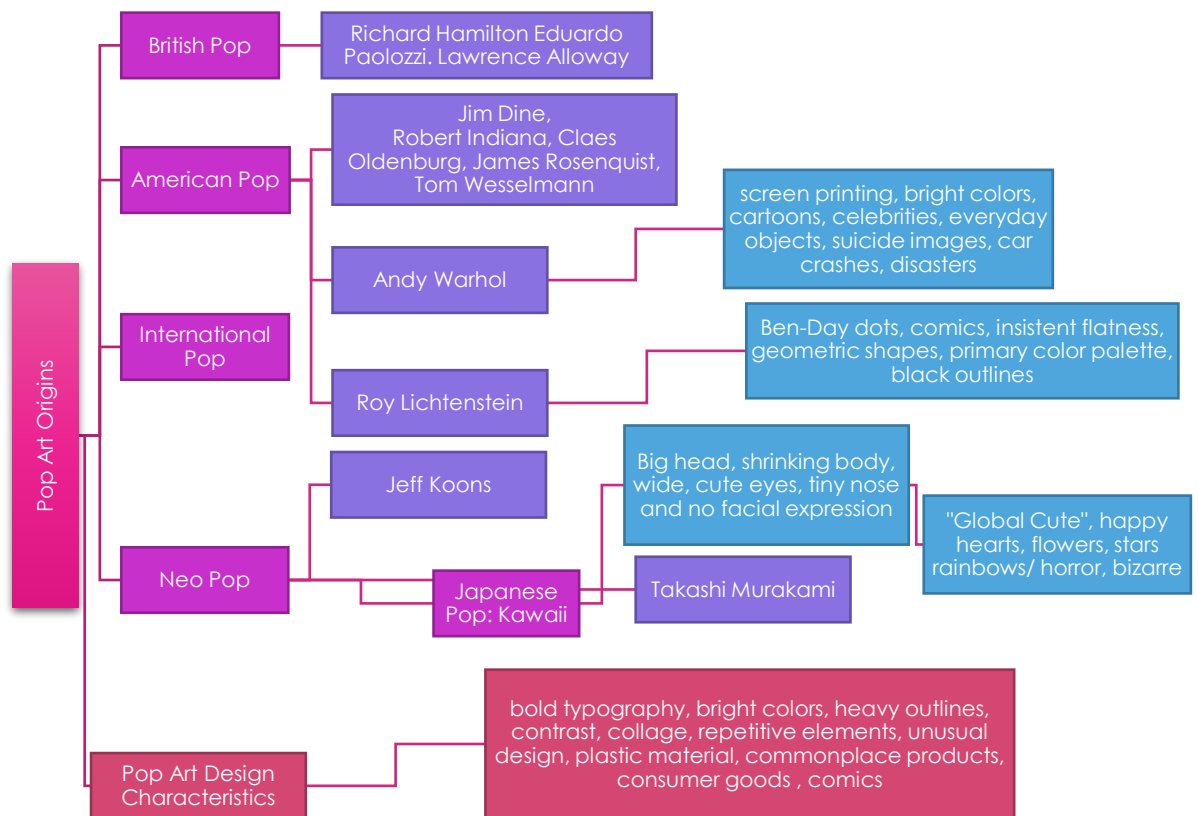 Pop Art Origins
British Pop
Richard Hamilton Eduardo
Paolozzi. Lawrence Alloway
American Pop
Jim Dine,
Robert Indiana, Claes
Oldenburg, James Rosenquist,
Tom Wesselmann
Andy Warhol
screen printing, bright colors,
cartoons, celebrities, everyday
objects, suicide images, car
crashes, disasters
Roy Lichtenstein
Ben-Day dots, comics, insistent flatness,
geometric shapes, primary color palette,
black outlines
International
Pop
Neo Pop
Jeff Koons
Japanese
Pop: Kawaii
Big head, shrinking body,
wide, cute eyes, tiny nose
and no facial expression
"Global Cute", happy
hearts, flowers, stars
rainbows/ horror, bizarre
Takashi Murakami
Pop Art Design
Characteristics
bold typography, bright colors, heavy outlines,
contrast, collage, repetitive elements, unusual
design, plastic material, commonplace products,
consumer goods , comics